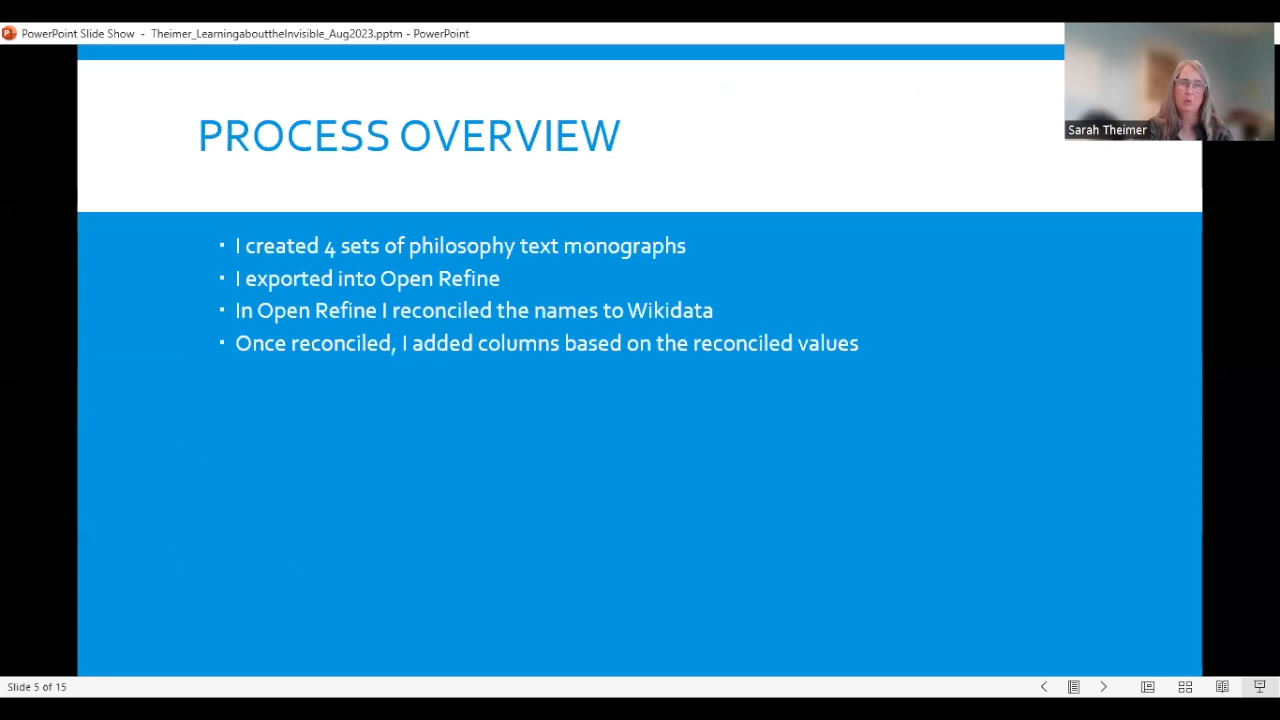 PowerPoint Slide Show - Theimer_LearningabouttheInvisible_Aug2023.pptm - PowerPoint
Sarah Theimer
PROCESS OVERVIEW
▪ I created 4 sets of philosophy text monographs
▪ I exported into Open Refine
▪ In Open Refine I reconciled the names to Wikidata
▪ Once reconciled, I added columns based on the reconciled values
Slide 5 of 15